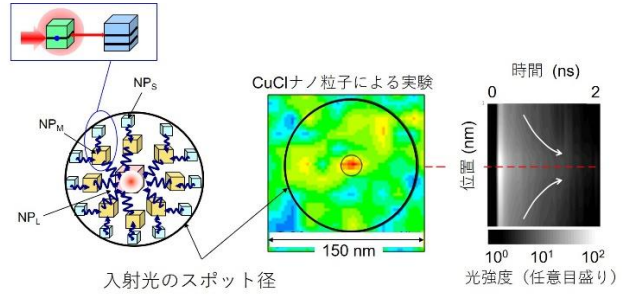 NPS
NPM
NPL
入射光のスポット径
CuClナノ粒子による実験
150 nm
時間 (ns)
0 2
位置 (nm)
10⁰ 10¹ 10²
光強度（任意目盛り）